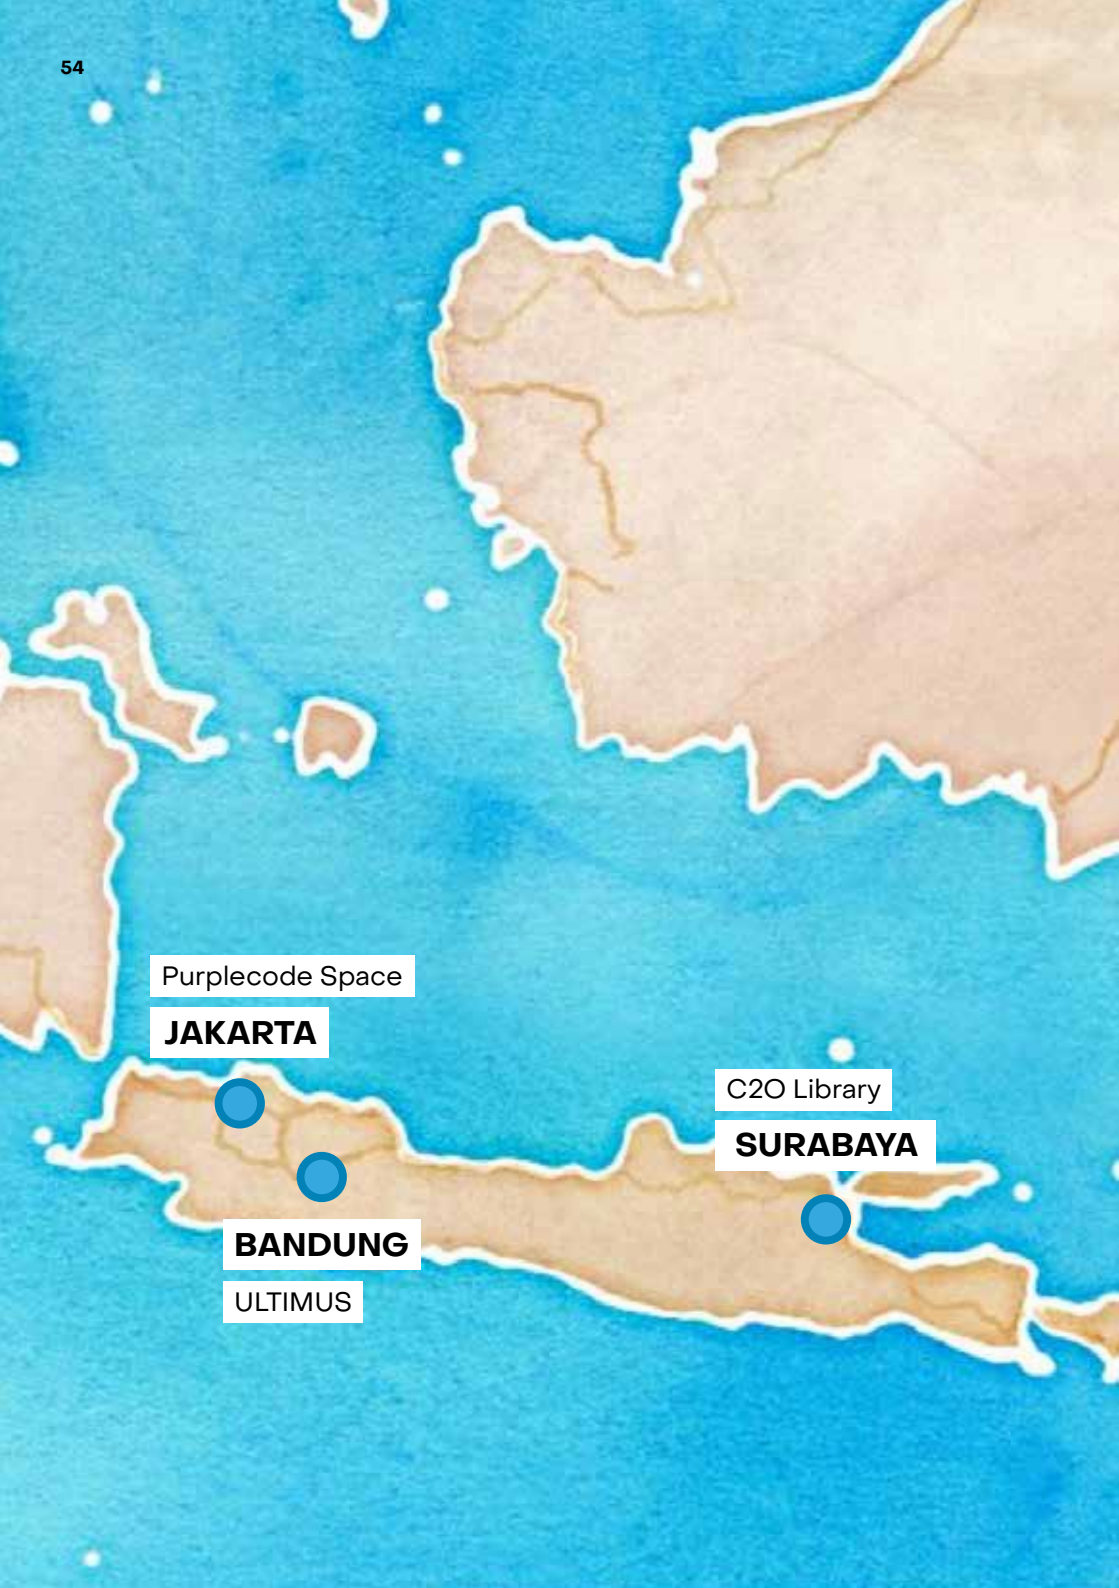 54
Purplecode Space
JAKARTA
C2O Library
SURABAYA
BANDUNG
ULTIMUS